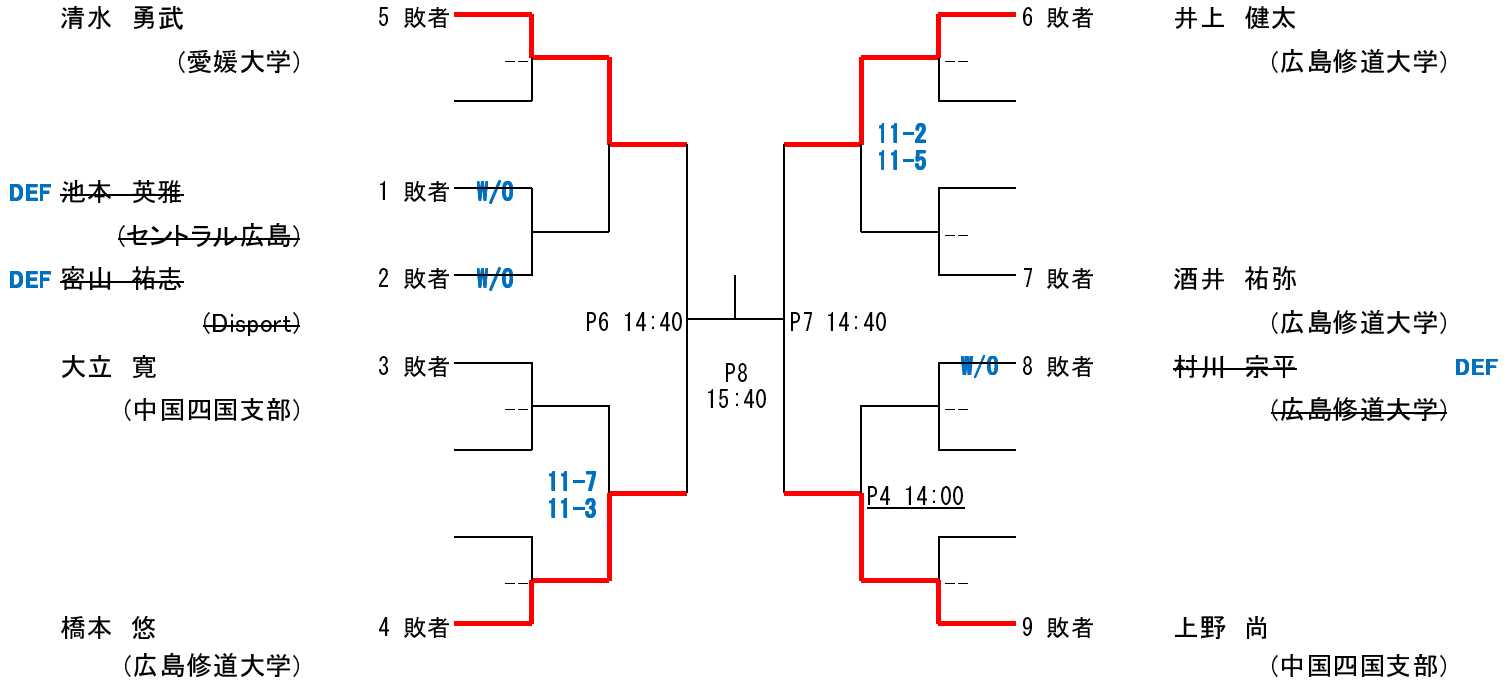 清水 勇武 5 敗者 6 敗者 井上 健太
(愛媛大学) -- -- (広島修道大学)
11-2
11-5
DEF 池本 英雅 1 敗者 W/O
(セントラル広島) --
DEF 密山 祐志 2 敗者 W/O 7 敗者 酒井 祐弥
(Disport) P6 14:40 P7 14:40 (広島修道大学)
大立 寛 3 敗者 W/O 8 敗者 村川 宗平 DEF
P8
15:40
(中国四国支部) -- -- (広島修道大学)
11-7
11-3
P4 14:00
-- --
橋本 悠 4 敗者 9 敗者 上野 尚
(広島修道大学) (中国四国支部)